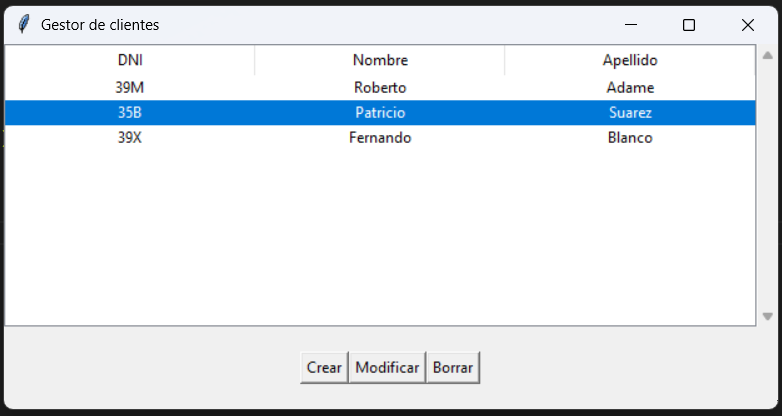 Gestor de clientes
DNI Nombre Apellido
39M Roberto Adame
35B Patricio Suarez
39X Fernando Blanco
Crear Modificar Borrar